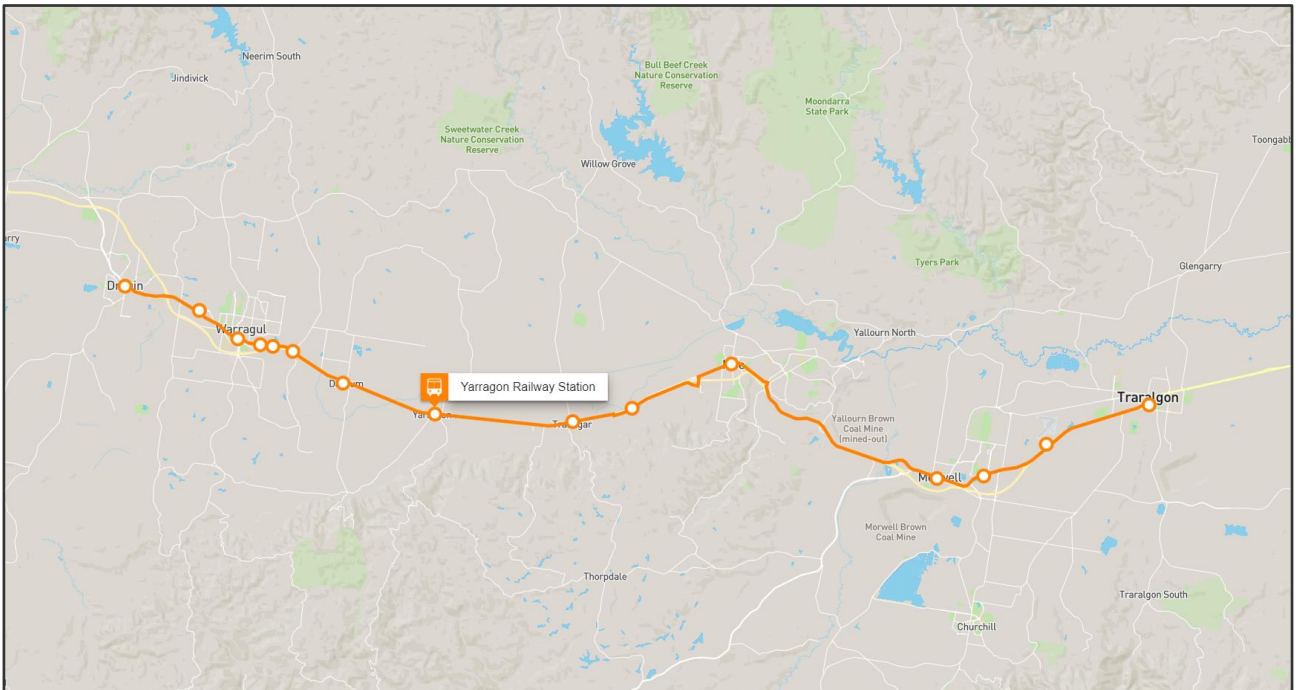 Neerim South
Jindivick
Bull Beef Creek
Nature Conservation
Reserve
Moondarra
State Park
Sweetwater Creek
Nature Conservation
Reserve
Toongabb
Willow Grove
arry
Tyers Park
Glengarry
Warragul
Yallourn North
Yarragon Railway Station
Traralgon
Yallourn Brown
Coal Mine
(mined-out)
Morwell Brown
Coal Mine
Thorpdale
Traralgon South
Churchill